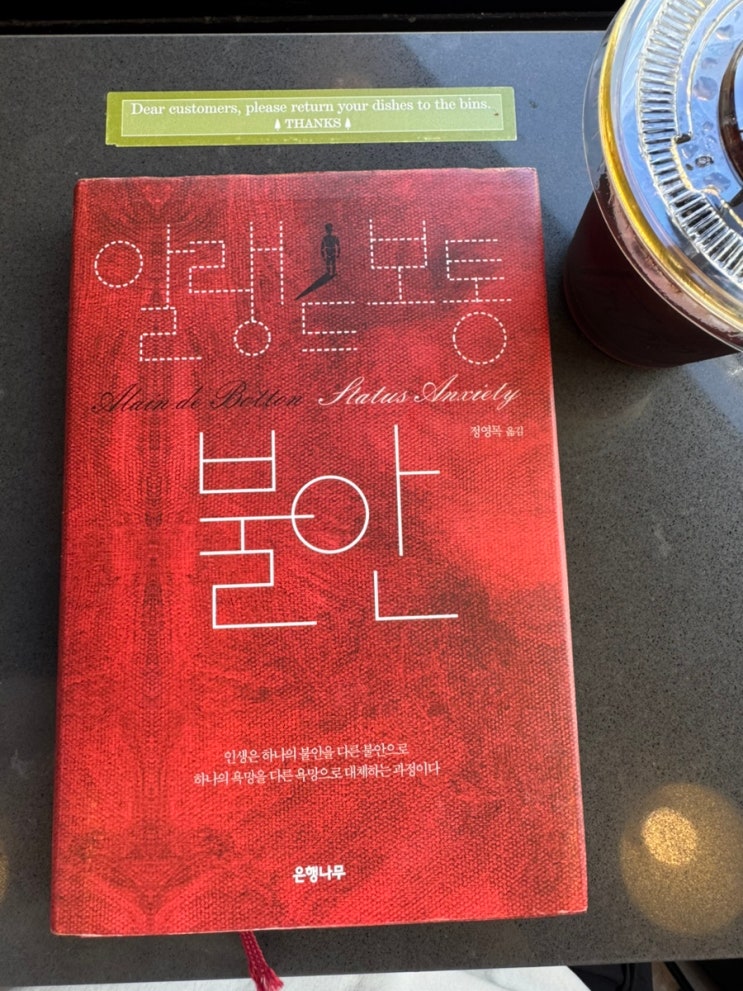 Dear customers, please return your dishes to the bins.
THANKS
알랭 드 보통
Alain de Botton Status Anxiety
정영목 옮김
불안
인생은 하나의 불안을 다른 불안으로
하나의 욕망을 다른 욕망으로 대체하는 과정이다
은행나무